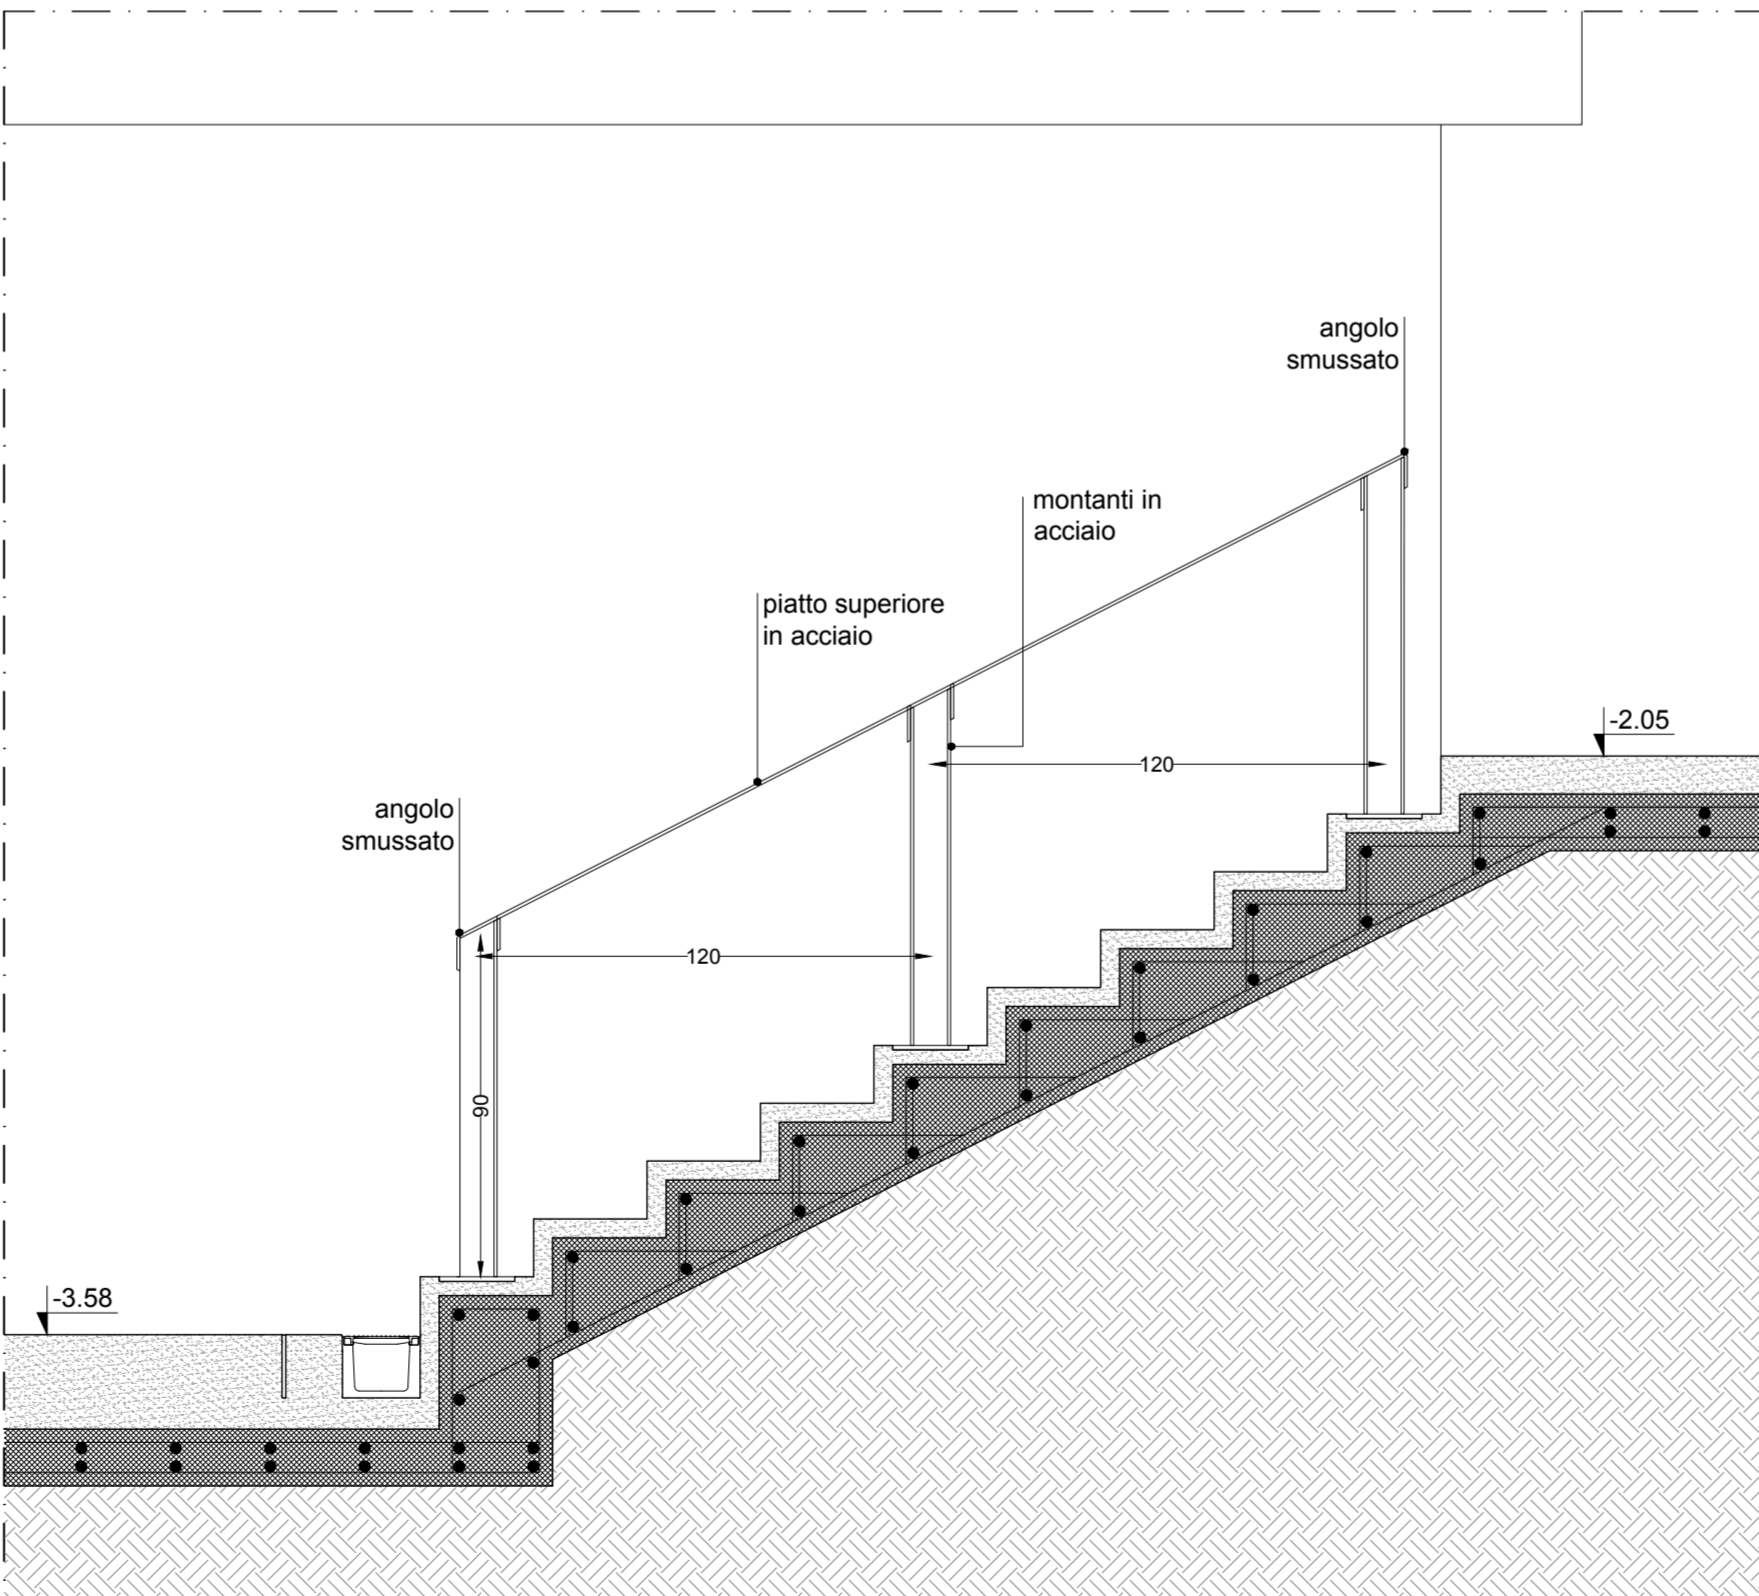 angolo
smussato
montanti in
acciaio
piatto superiore
in acciaio
-2.05
120
angolo
smussato
120
90
-3.58